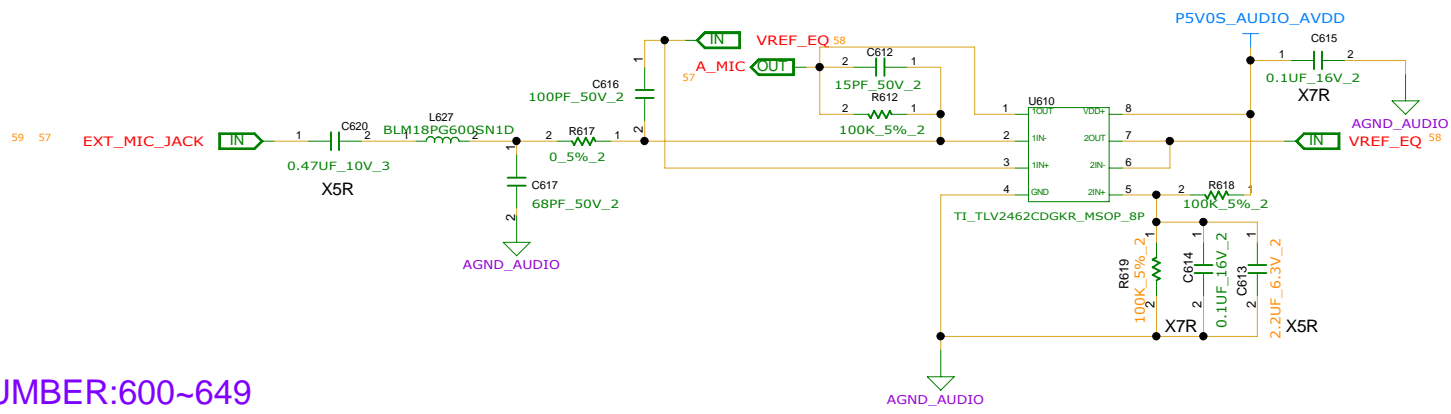 P5V0S_AUDIO_AVDD
IN VREF_EQ 58
C612
C615
A_MIC OUT
2 1
1 2
57
C616
1
15PF_50V_2
0.1UF_16V_2
100PF_50V_2
R612
X7R
2
2 1
U610
L627
100K_5%_2
1 1OUT VDD+ 8
AGND_AUDIO
59 57 EXT_MIC_JACK IN
C620
BLM18PG600SN1D
R617
1 2
1 2
2 1
2 1IN- 2OUT 7
IN VREF_EQ 58
0.47UF_10V_3
0_5%_2
3 1IN+ 2IN- 6
X5R
1
C617
4 GND 2IN+ 5
2 R618 1
68PF_50V_2
100K_5%_2
2
TI_TLV2462CDGKR_MSOP_8P
AGND_AUDIO
1
R619
100K_5%_2
2
1
C614
0.1UF_16V_2
2
X7R
1
C613
2.2UF_6.3V_2
2
X5R
UMBER:600~649
AGND_AUDIO